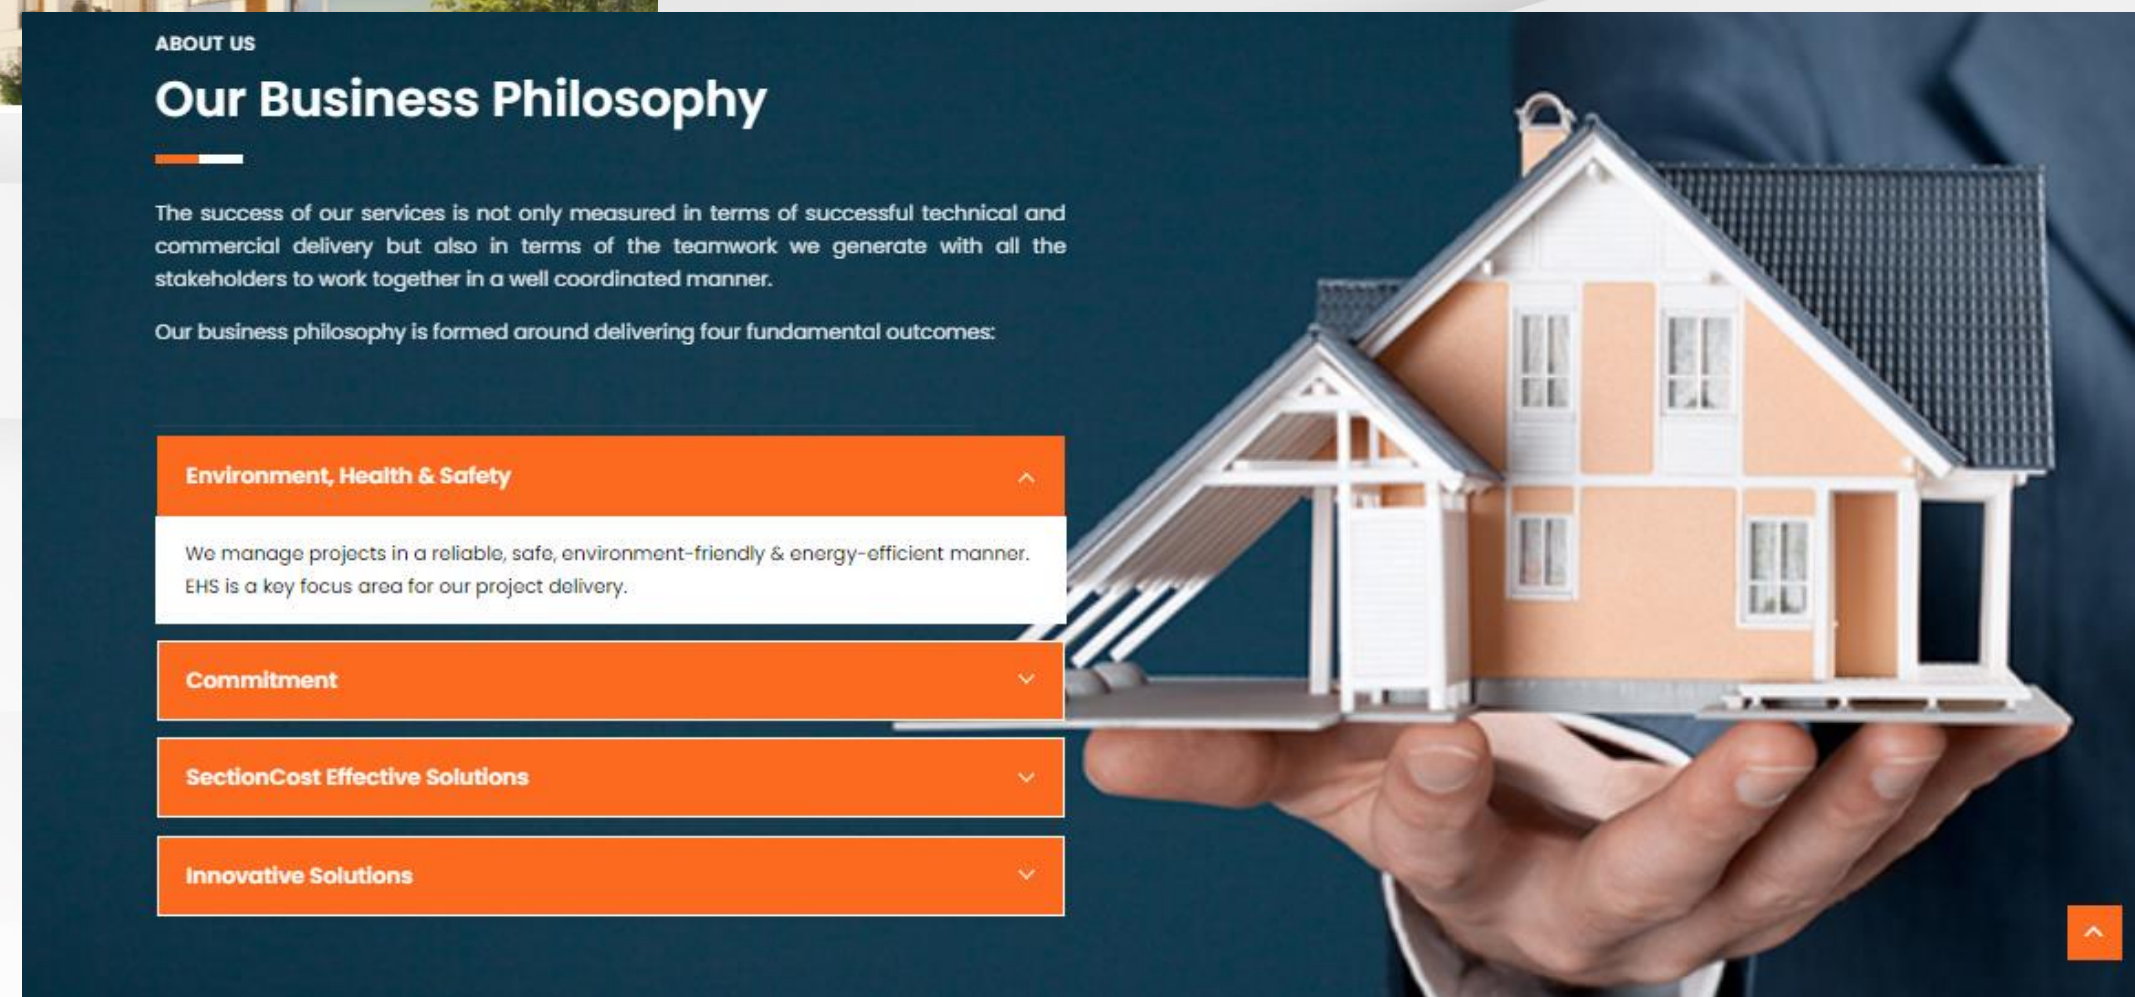 ABOUT US
Our Business Philosophy
The success of our services is not only measured in terms of successful technical and
commercial delivery but also in terms of the teamwork we generate with all the
stakeholders to work together in a well coordinated manner.
Our business philosophy is formed around delivering four fundamental outcomes:
Environment, Health & Safety
We manage projects in a reliable, safe, environment-friendly & energy-efficient manner.
EHS is a key focus area for our project delivery.
Commitment
SectionCost Effective Solutions
Innovative Solutions